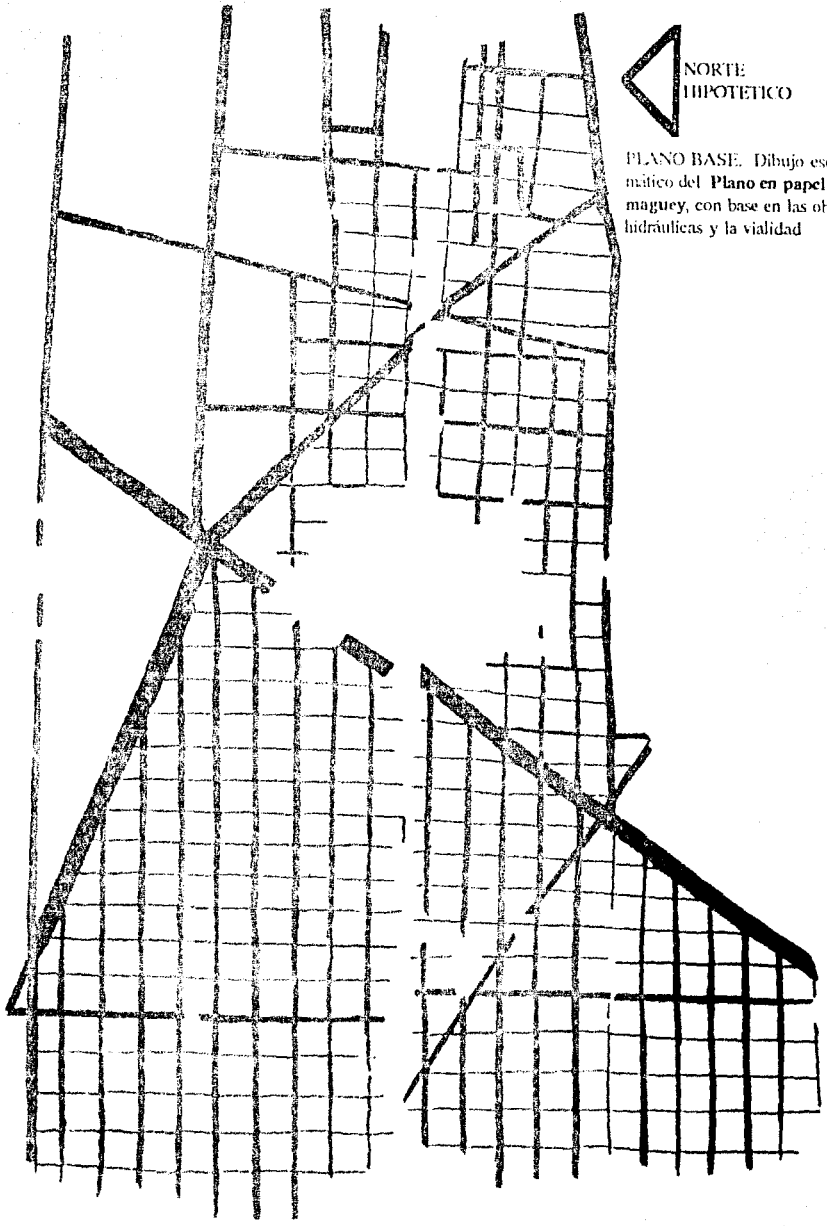 NORTE
HIPOTETICO
PLANO BASE. Dibujo es
mático del Plano en papel
maguey, con base en las ob
hidráulicas y la vialidad